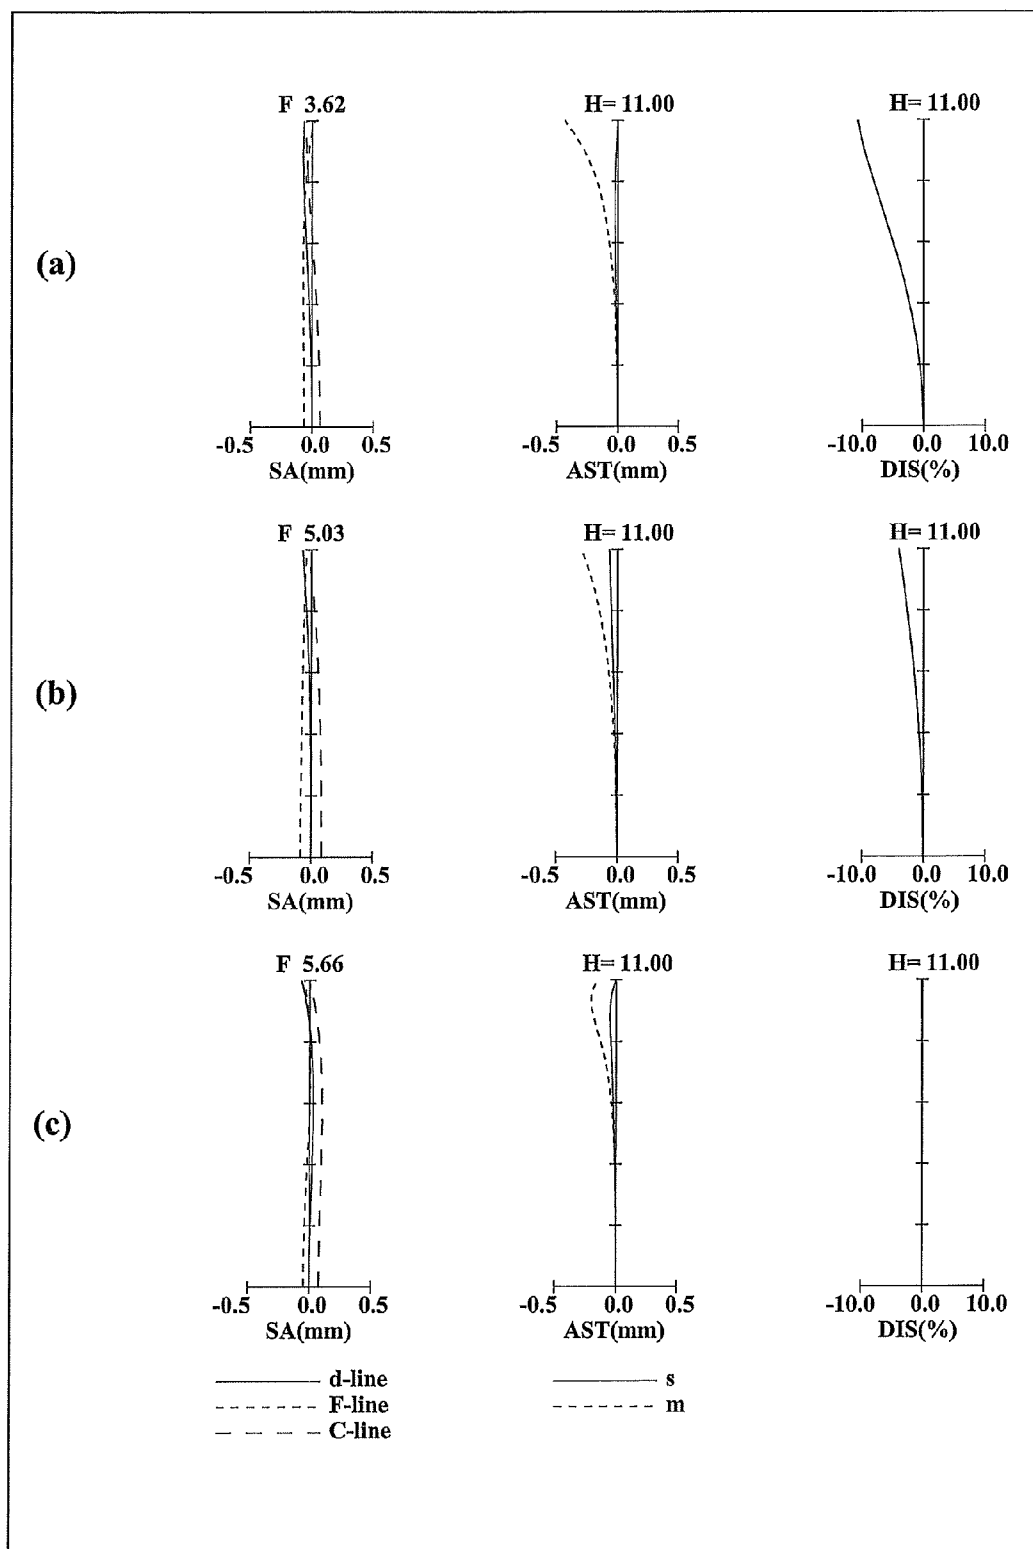 F 3.62 H= 11.00 H= 11.00
(a)
-0.5 0.0 0.5 -0.5 0.0 0.5 -10.0 0.0 10.0
SA(mm) AST(mm) DIS(%)
F 5.03 H= 11.00 H= 11.00
(b)
-0.5 0.0 0.5 -0.5 0.0 0.5 -10.0 0.0 10.0
SA(mm) AST(mm) DIS(%)
F 5.66 H= 11.00 H= 11.00
(c)
-0.5 0.0 0.5 -0.5 0.0 0.5 -10.0 0.0 10.0
SA(mm) AST(mm) DIS(%)
d-line s
F-line m
C-line